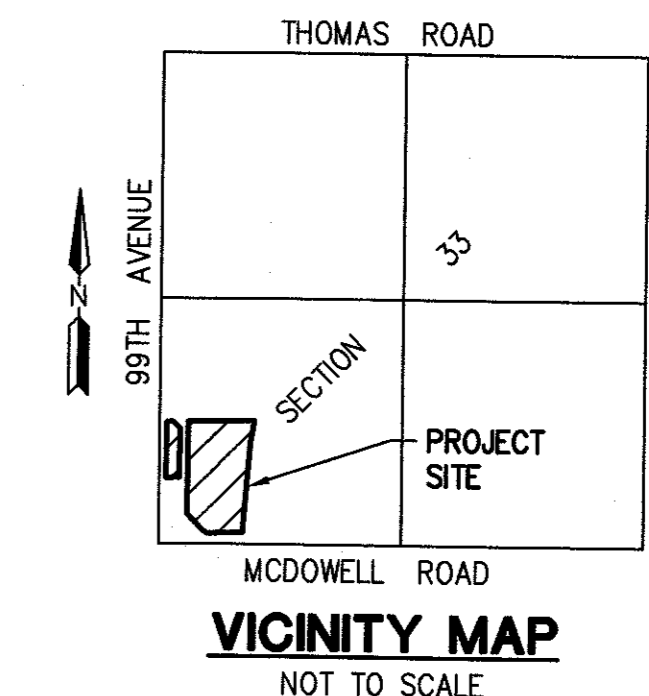 THOMAS ROAD
99TH AVENUE
N
33
SECTION
PROJECT
SITE
MCDOWELL ROAD
VICINITY MAP
NOT TO SCALE